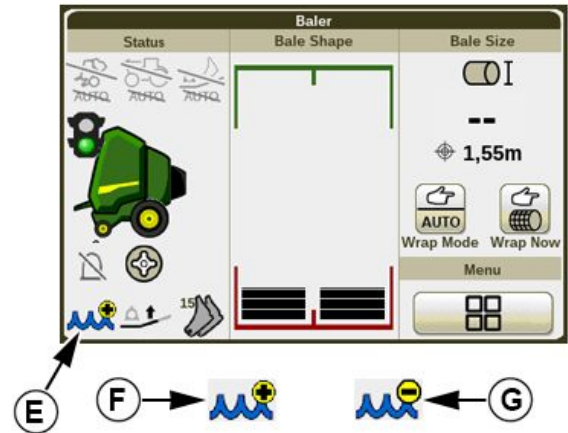 Baler
Status
Bale Shape
Bale Size
AUTO
AUTO
AUTO
--
1,55m
AUTO
Wrap Mode
Wrap Now
15
Menu
E
F
G